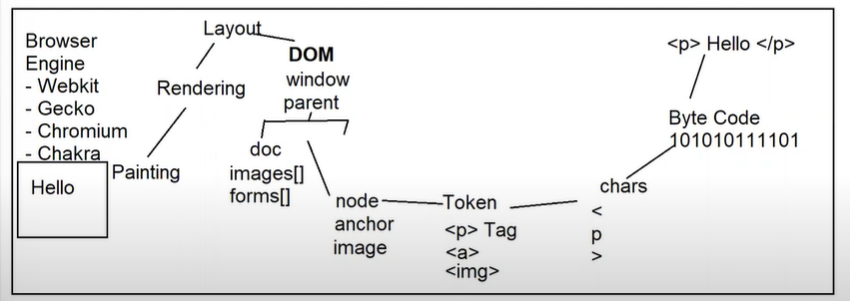 Browser
Engine
- Webkit
- Gecko
- Chromium
- Chakra
Hello
Painting
Rendering
Layout
DOM
window
parent
doc
images[]
forms[]
node
anchor
image
Token
<p> Tag
<a>
<img>
chars
<
p
>
Byte Code
101010111101
<p> Hello </p>